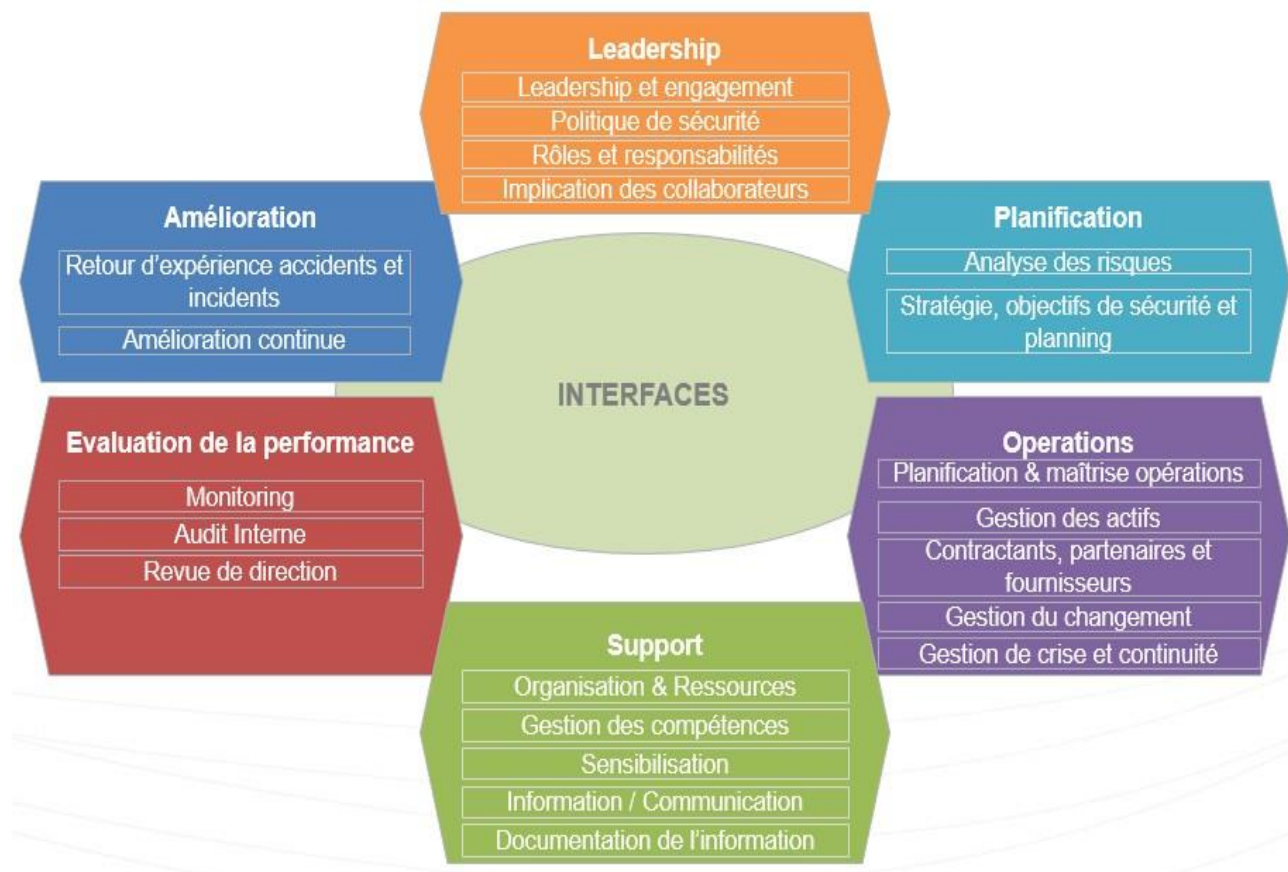 Leadership
Leadership et engagement
Politique de sécurité
Rôles et responsabilités
Implication des collaborateurs
Amélioration
Retour d'expérience accidents et
incidents
Amélioration continue
Planification
Analyse des risques
Stratégie, objectifs de sécurité et
planning
INTERFACES
Evaluation de la performance
Monitoring
Audit Interne
Revue de direction
Operations
Planification & maîtrise opérations
Gestion des actifs
Contractants, partenaires et
fournisseurs
Gestion du changement
Gestion de crise et continuité
Support
Organisation & Ressources
Gestion des compétences
Sensibilisation
Information / Communication
Documentation de l'information